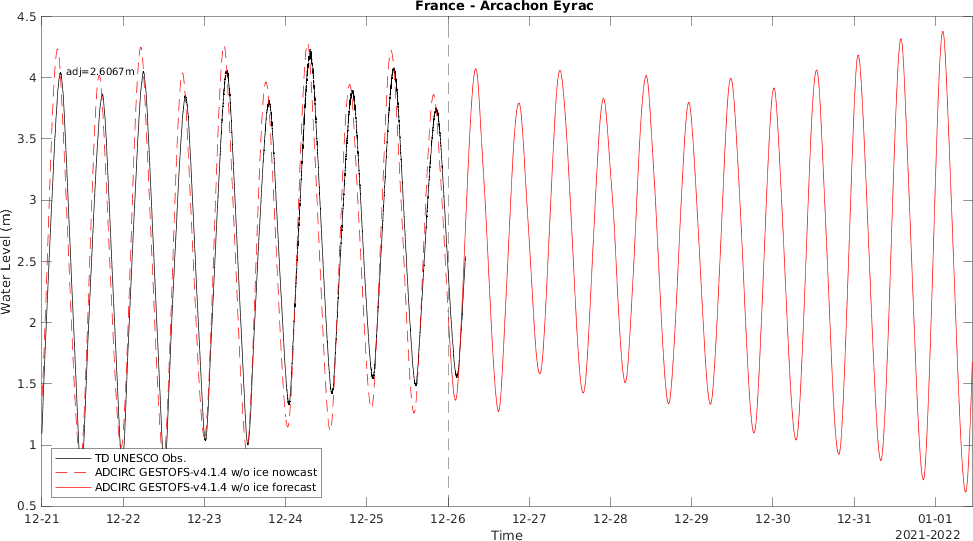 France - Arcachon Eyrac
4.5
4
3.5
3
2.5
2
1.5
1
0.5
Water Level (m)
adj=2.6067m
TD UNESCO Obs.
ADCIRC GESTOFS-v4.1.4 w/o ice nowcast
ADCIRC GESTOFS-v4.1.4 w/o ice forecast
12-21 12-22 12-23 12-24 12-25 12-26 12-27 12-28 12-29 12-30 12-31 01-01
2021-2022
Time